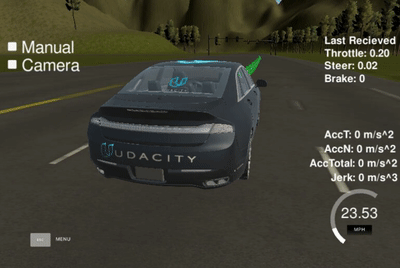 Manual
Camera
Last Recieved
Throttle: 0.20
Steer: 0.02
Brake: 0
UDACITY
AccT: 0 m/s^2
AccN: 0 m/s^2
AccTotal: 0 m/s^2
Jerk: 0 m/s^3
23.53
MPH
MENU